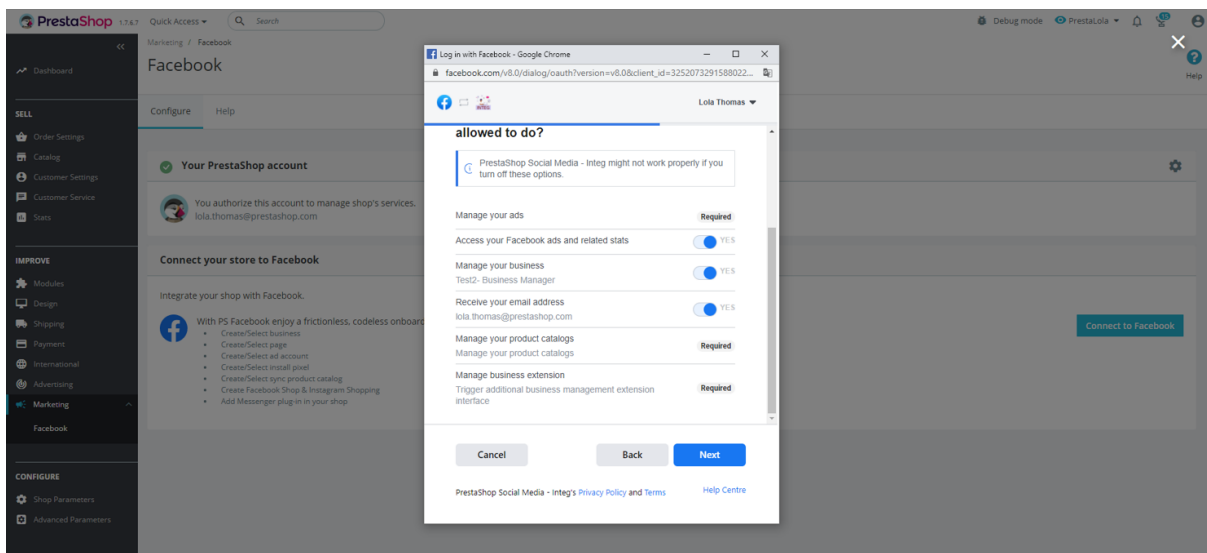 PrestaShop 1.7.6.7 Quick Access Search Debug mode PrestaLola
Marketing / Facebook
Facebook
Help
Configure Help
Dashboard
SELL
Order Settings
Catalog
Customer Settings
Customer Service
Stats
IMPROVE
Modules
Design
Shipping
Payment
International
Advertising
Marketing
Facebook
CONFIGURE
Shop Parameters
Advanced Parameters
Your PrestaShop account
You authorize this account to manage shop's services.
lola.thomas@prestashop.com
Connect your store to Facebook
Integrate your shop with Facebook.
With PS Facebook enjoy a frictionless, codeless onboard
Create/Select business
Create/Select page
Create/Select ad account
Create/Select install pixel
Create/Select sync product catalog
Create Facebook Shop & Instagram Shopping
Add Messenger plug-in in your shop
Connect to Facebook
Log in with Facebook - Google Chrome
facebook.com/v8.0/dialog/oauth?version=v8.0&client_id=3252073291588022...
Lola Thomas
allowed to do?
PrestaShop Social Media - Integ might not work properly if you
turn off these options.
Manage your ads Required
Access your Facebook ads and related stats YES
Manage your business YES
Test2- Business Manager
Receive your email address YES
lola.thomas@prestashop.com
Manage your product catalogs Required
Manage your product catalogs
Manage business extension
Trigger additional business management extension Required
interface
Cancel Back Next
PrestaShop Social Media - Integ's Privacy Policy and Terms Help Centre